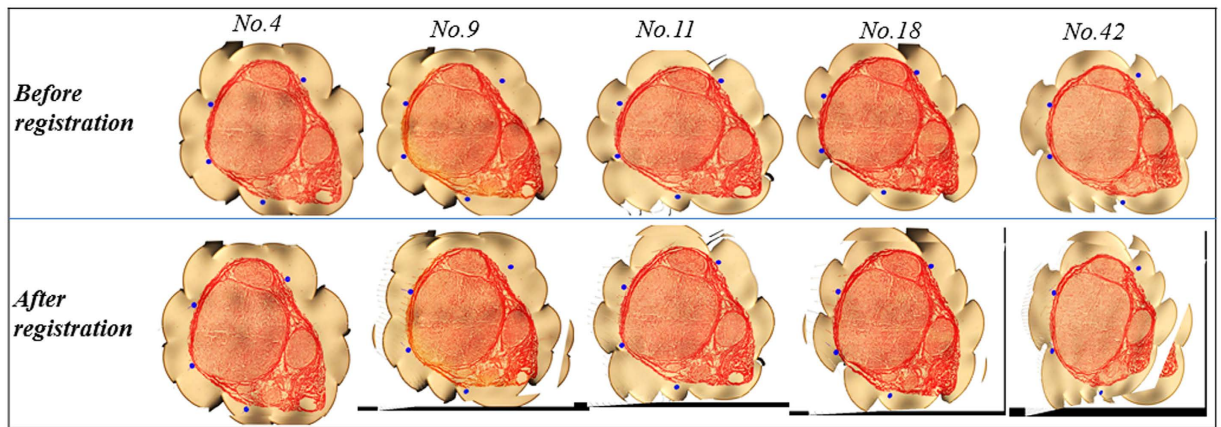 No.4 No.9 No.11 No.18 No.42
Before
registration
After
registration